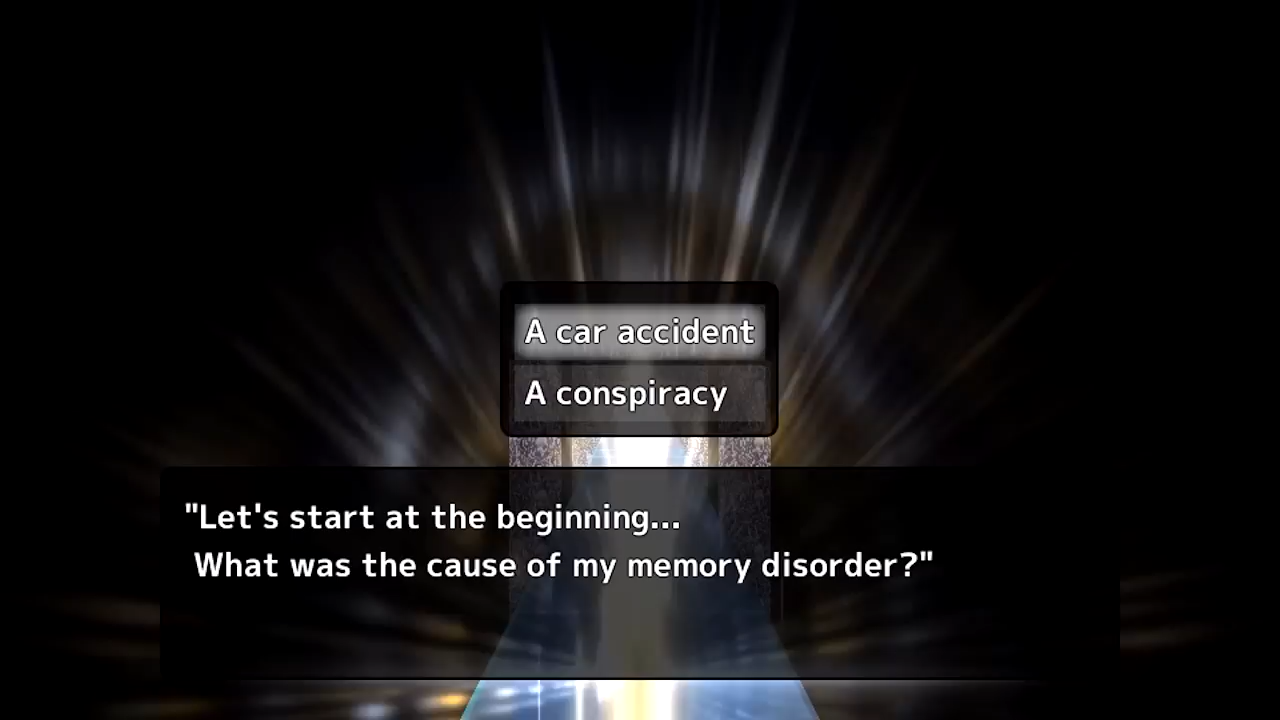 A car accident
A conspiracy
"Let's start at the beginning...
What was the cause of my memory disorder?"